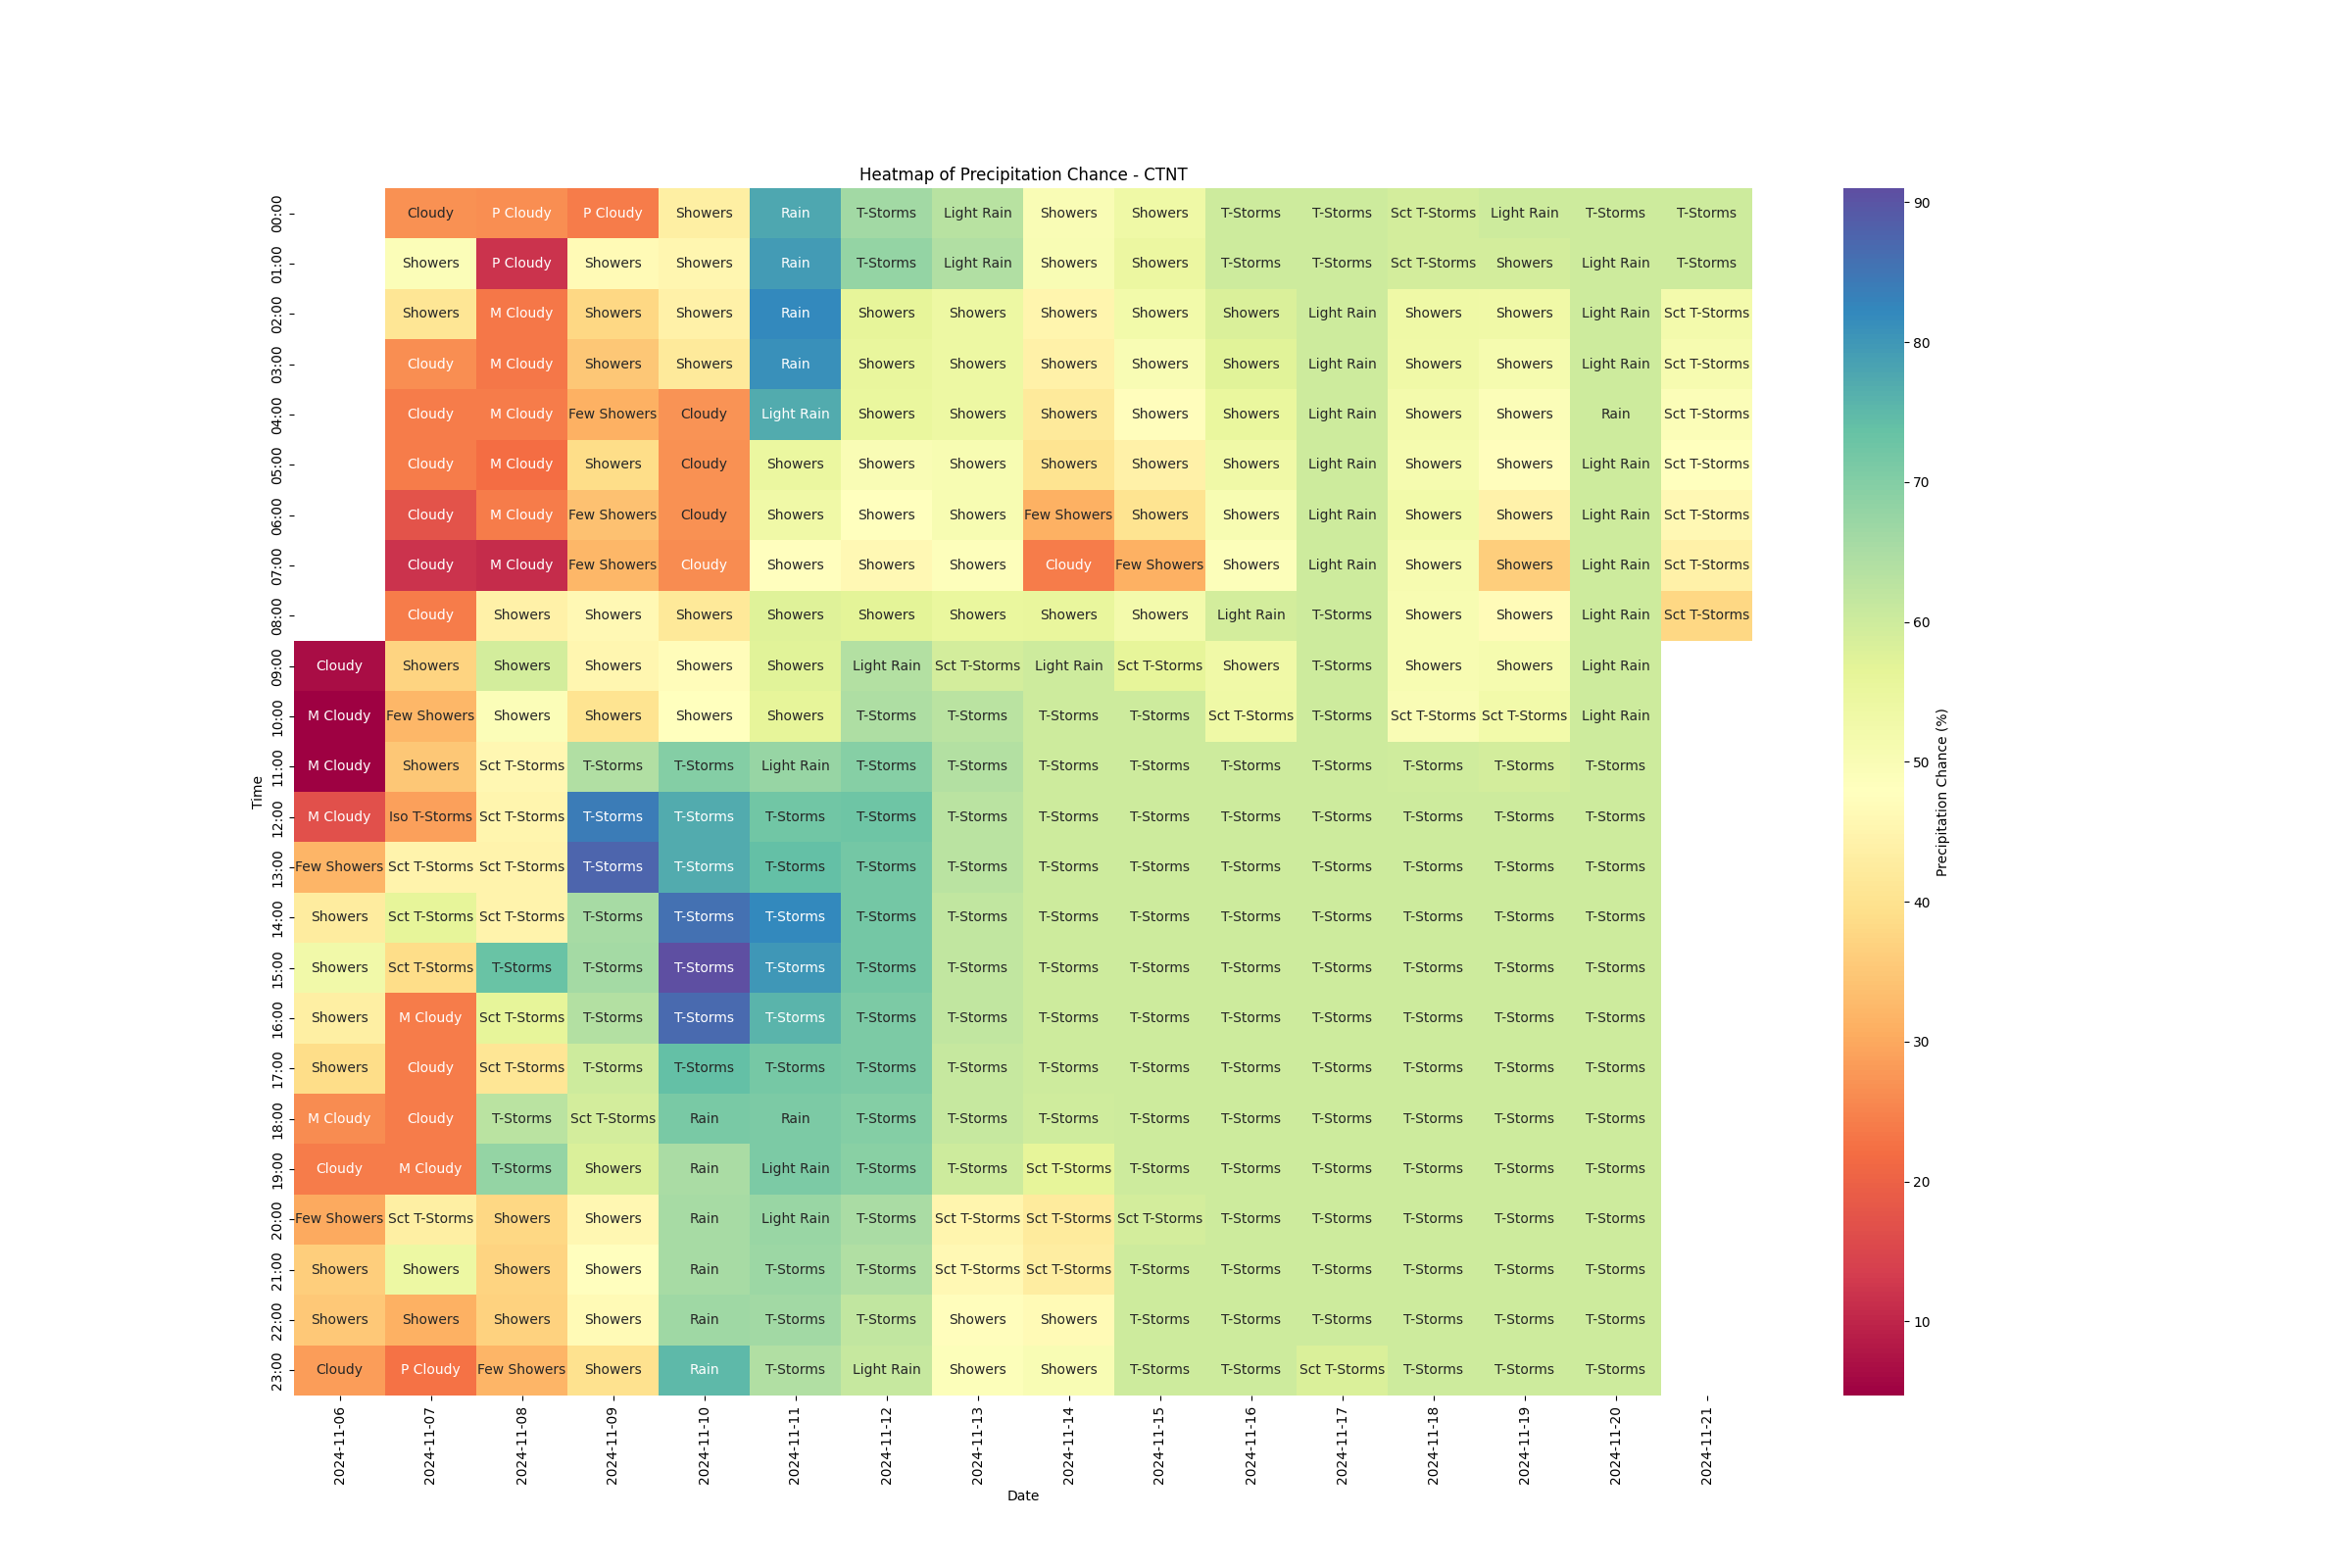 Heatmap of Precipitation Chance - CTNT
00:00 Cloudy P Cloudy P Cloudy Showers Rain T-Storms Light Rain Showers Showers T-Storms T-Storms Sct T-Storms Light Rain T-Storms T-Storms
01:00 Showers P Cloudy Showers Showers Rain T-Storms Light Rain Showers Showers T-Storms T-Storms Sct T-Storms Showers Light Rain T-Storms
02:00 Showers M Cloudy Showers Showers Rain Showers Showers Showers Showers Showers Light Rain Showers Showers Light Rain Sct T-Storms
03:00 Cloudy M Cloudy Showers Showers Rain Showers Showers Showers Showers Showers Light Rain Showers Showers Light Rain Sct T-Storms
04:00 Cloudy M Cloudy Few Showers Cloudy Light Rain Showers Showers Showers Showers Showers Light Rain Showers Showers Rain Sct T-Storms
05:00 Cloudy M Cloudy Showers Cloudy Showers Showers Showers Showers Showers Showers Light Rain Showers Showers Light Rain Sct T-Storms
06:00 Cloudy M Cloudy Few Showers Cloudy Showers Showers Showers Few Showers Showers Showers Light Rain Showers Showers Light Rain Sct T-Storms
07:00 Cloudy M Cloudy Few Showers Cloudy Showers Showers Showers Cloudy Few Showers Showers Light Rain Showers Showers Light Rain Sct T-Storms
08:00 Cloudy Showers Showers Showers Showers Showers Showers Showers Showers Light Rain T-Storms Showers Showers Light Rain Sct T-Storms
09:00 Cloudy Showers Showers Showers Showers Showers Light Rain Sct T-Storms Light Rain Sct T-Storms Showers T-Storms Showers Showers Light Rain
10:00 M Cloudy Few Showers Showers Showers Showers Showers T-Storms T-Storms T-Storms T-Storms Sct T-Storms T-Storms Sct T-Storms Sct T-Storms Light Rain
11:00 M Cloudy Showers Sct T-Storms T-Storms T-Storms Light Rain T-Storms T-Storms T-Storms T-Storms T-Storms T-Storms T-Storms T-Storms T-Storms
12:00 M Cloudy Iso T-Storms Sct T-Storms T-Storms T-Storms T-Storms T-Storms T-Storms T-Storms T-Storms T-Storms T-Storms T-Storms T-Storms T-Storms
13:00 Few Showers Sct T-Storms Sct T-Storms T-Storms T-Storms T-Storms T-Storms T-Storms T-Storms T-Storms T-Storms T-Storms T-Storms T-Storms T-Storms
14:00 Showers Sct T-Storms Sct T-Storms T-Storms T-Storms T-Storms T-Storms T-Storms T-Storms T-Storms T-Storms T-Storms T-Storms T-Storms T-Storms
15:00 Showers Sct T-Storms T-Storms T-Storms T-Storms T-Storms T-Storms T-Storms T-Storms T-Storms T-Storms T-Storms T-Storms T-Storms T-Storms
16:00 Showers M Cloudy Sct T-Storms T-Storms T-Storms T-Storms T-Storms T-Storms T-Storms T-Storms T-Storms T-Storms T-Storms T-Storms T-Storms
17:00 Showers Cloudy Sct T-Storms T-Storms T-Storms T-Storms T-Storms T-Storms T-Storms T-Storms T-Storms T-Storms T-Storms T-Storms T-Storms
18:00 M Cloudy Cloudy T-Storms Sct T-Storms Rain Rain T-Storms T-Storms T-Storms T-Storms T-Storms T-Storms T-Storms T-Storms T-Storms
19:00 Cloudy M Cloudy T-Storms Showers Rain Light Rain T-Storms T-Storms Sct T-Storms T-Storms T-Storms T-Storms T-Storms T-Storms T-Storms
20:00 Few Showers Sct T-Storms Showers Showers Rain Light Rain T-Storms Sct T-Storms Sct T-Storms Sct T-Storms T-Storms T-Storms T-Storms T-Storms T-Storms
21:00 Showers Showers Showers Showers Rain T-Storms T-Storms Sct T-Storms Sct T-Storms T-Storms T-Storms T-Storms T-Storms T-Storms T-Storms
22:00 Showers Showers Showers Showers Rain T-Storms T-Storms Showers Showers T-Storms T-Storms T-Storms T-Storms T-Storms T-Storms
23:00 Cloudy P Cloudy Few Showers Showers Rain T-Storms Light Rain Showers Showers T-Storms T-Storms Sct T-Storms T-Storms T-Storms T-Storms
2024-11-06 2024-11-07 2024-11-08 2024-11-09 2024-11-10 2024-11-11 2024-11-12 2024-11-13 2024-11-14 2024-11-15 2024-11-16 2024-11-17 2024-11-18 2024-11-19 2024-11-20 2024-11-21
Date
Time
90
80
70
60
50
40
30
20
10
Precipitation Chance (%)